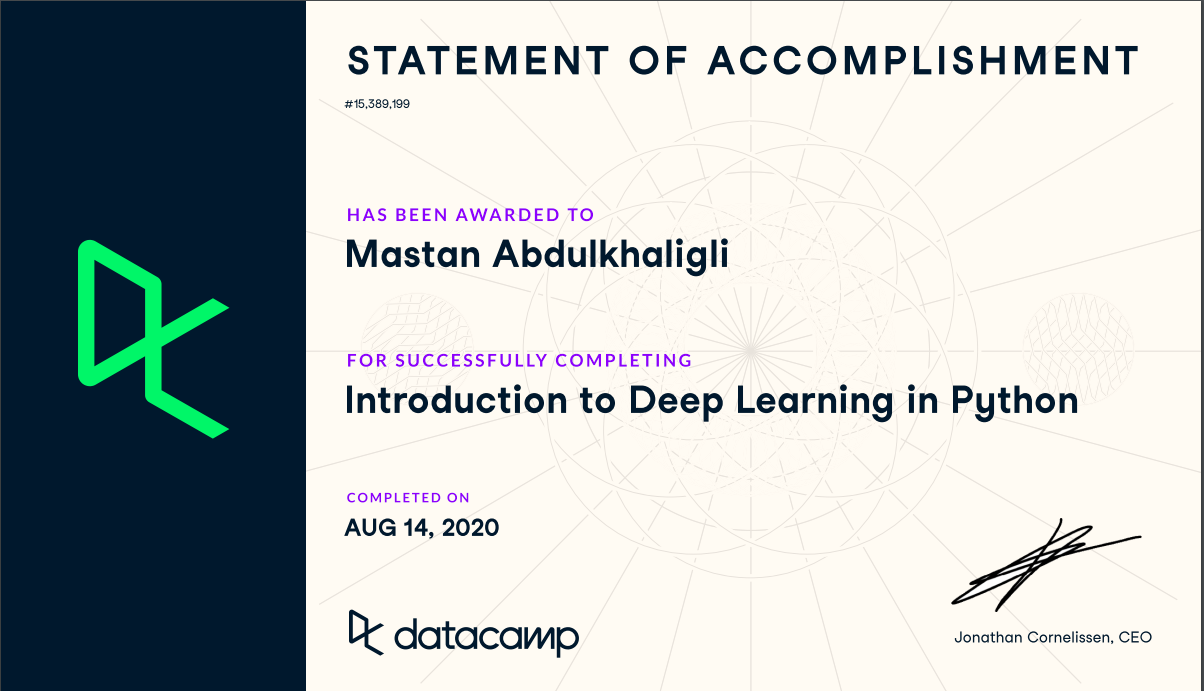 STATEMENT OF ACCOMPLISHMENT
#15,389,199
HAS BEEN AWARDED TO
Mastan Abdulkhaligli
FOR SUCCESSFULLY COMPLETING
Introduction to Deep Learning in Python
COMPLETED ON
AUG 14, 2020
datacamp
Jonathan Cornelissen, CEO